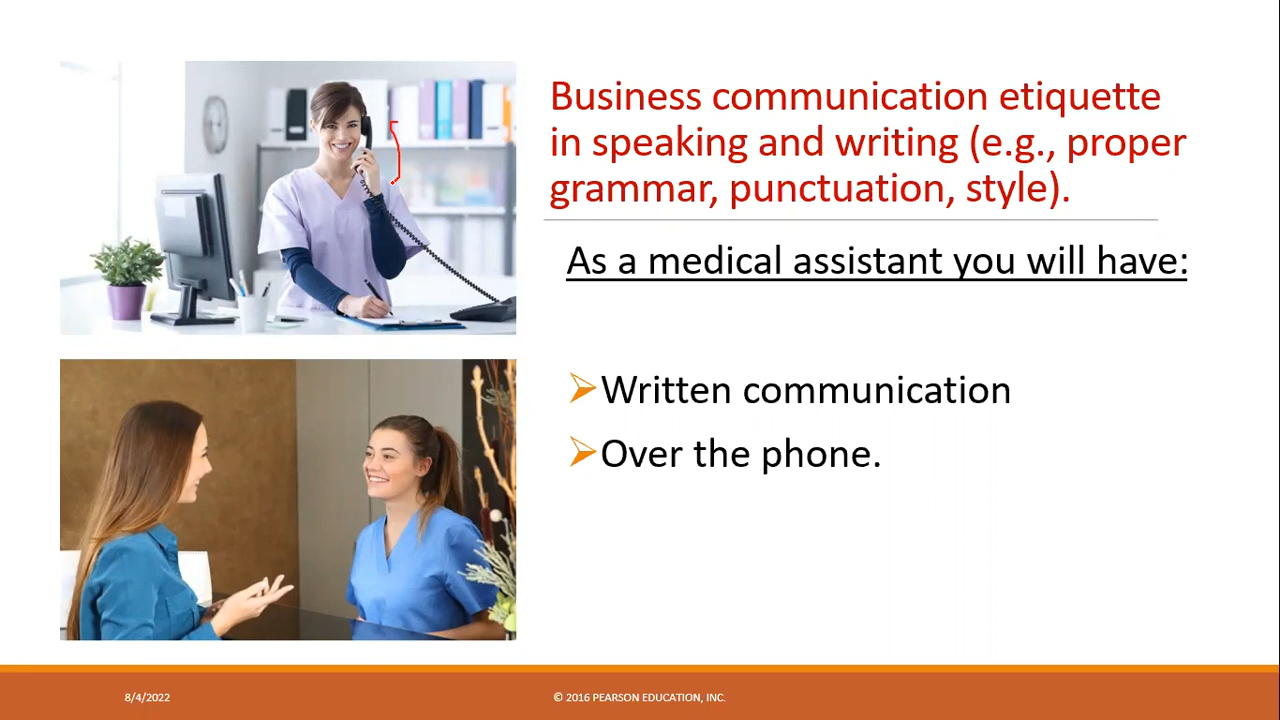 Business communication etiquette
in speaking and writing (e.g., proper
grammar, punctuation, style).
As a medical assistant you will have:
Written communication
Over the phone.
8/4/2022
© 2016 PEARSON EDUCATION, INC.